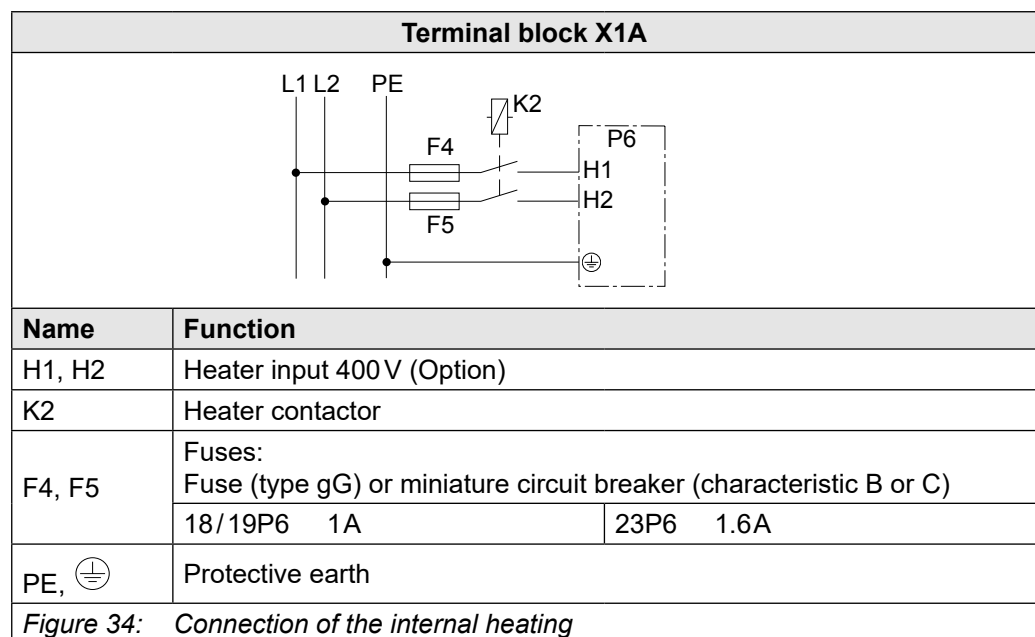 Terminal block X1A
L1 L2 PE
K2
F4
P6
H1
H2
F5
Name Function
H1, H2 Heater input 400 V (Option)
K2 Heater contactor
F4, F5 Fuses:
Fuse (type gG) or miniature circuit breaker (characteristic B or C)
18/19P6 1A 23P6 1.6A
PE, Protective earth
Figure 34: Connection of the internal heating